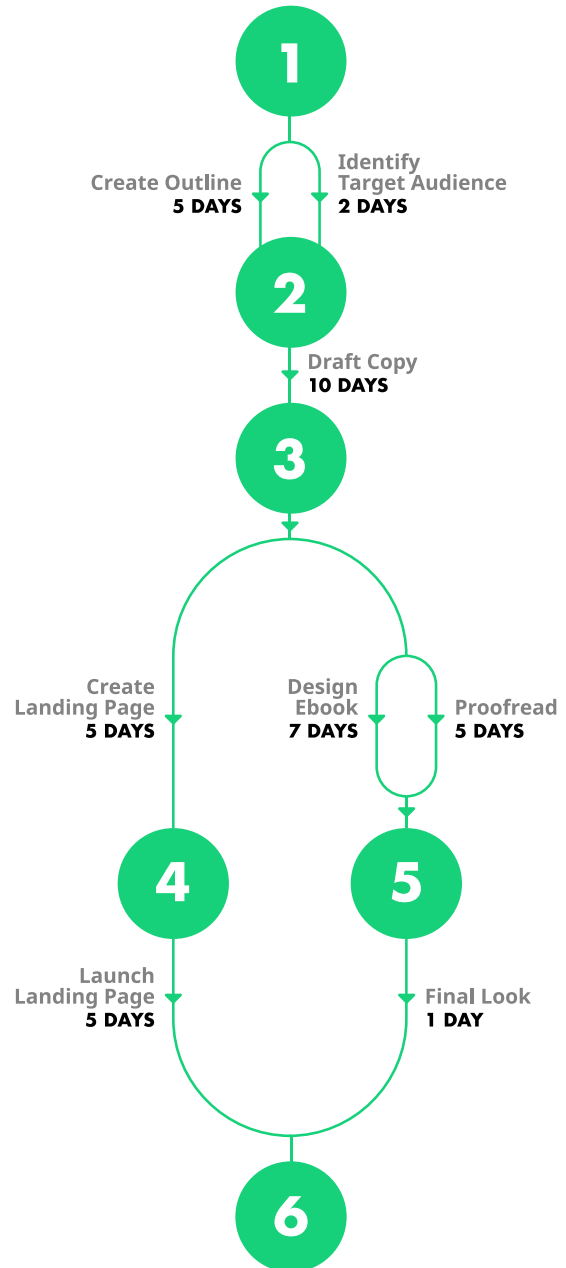 1
Create Outline
5 DAYS
Identify
Target Audience
2 DAYS
2
Draft Copy
10 DAYS
3
Create
Landing Page
5 DAYS
Design
Ebook
7 DAYS
Proofread
5 DAYS
4
5
Launch
Landing Page
5 DAYS
Final Look
1 DAY
6